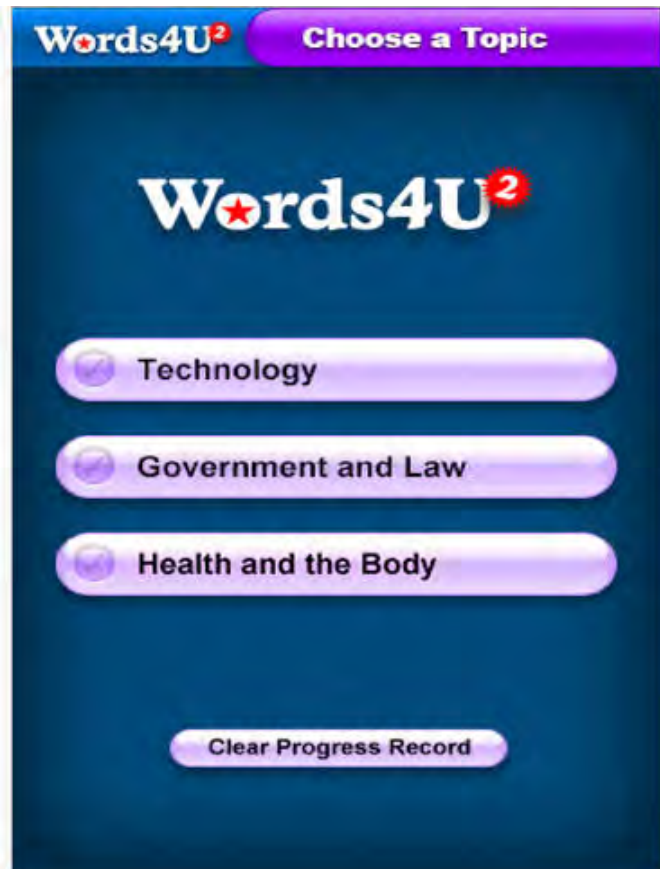 Words4U² Choose a Topic
Words4U²
Technology
Government and Law
Health and the Body
Clear Progress Record